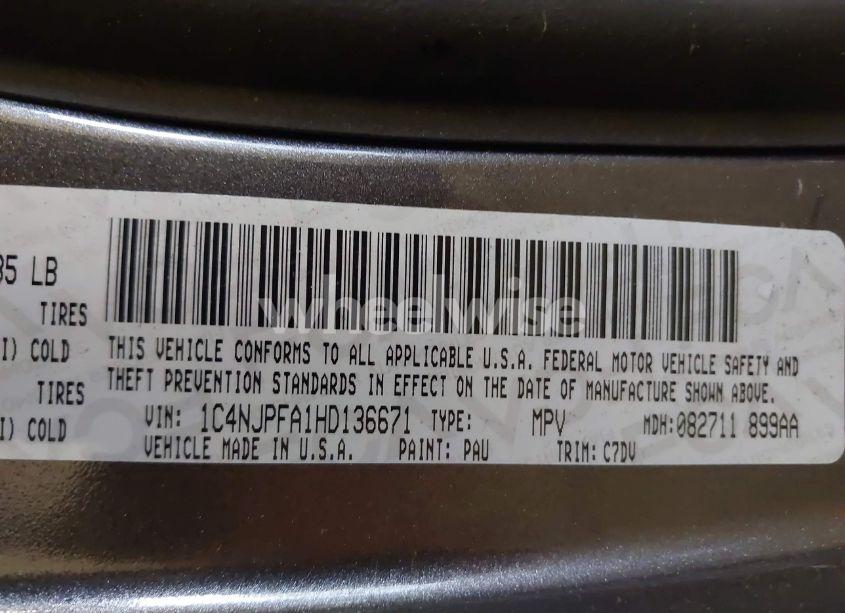 35 LB
TIRES
I) COLD
TIRES
I) COLD
wheelwise
THIS VEHICLE CONFORMS TO ALL APPLICABLE U.S.A. FEDERAL MOTOR VEHICLE SAFETY AND
THEFT PREVENTION STANDARDS IN EFFECT ON THE DATE OF MANUFACTURE SHOWN ABOVE.
VIN: 1C4NJPFA1HD136671 TYPE: MPV MDH:082711 899AA
VEHICLE MADE IN U.S.A. PAINT: PAU TRIM: C7DV